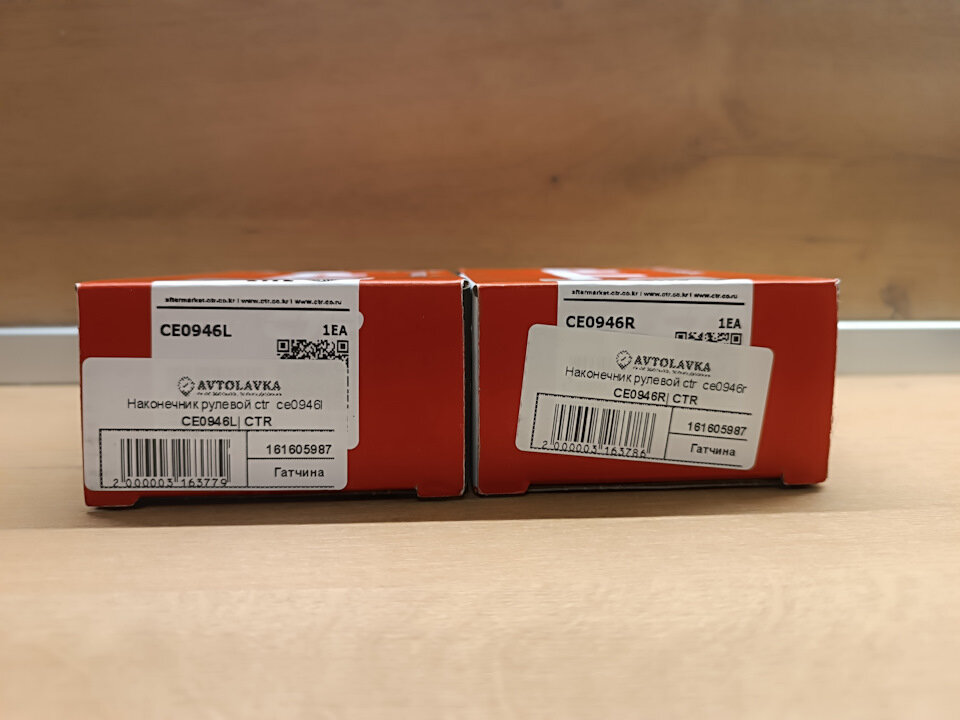 aftermarket.ctr.co.kr | www.ctr.co.kr | www.ctr.co.ru
CE0946L 1EA
AVTOLAVKA
Наконечник рулевой ctr ce0946l
CE0946L| CTR
161605987
2 000003 163779
Гатчина
aftermarket.ctr.co.kr | www.ctr.co.kr | www.ctr.co.ru
CE0946R 1EA
AVTOLAVKA
Наконечник рулевой ctr ce0946r
CE0946R| CTR
161605987
2 000003 163786
Гатчина